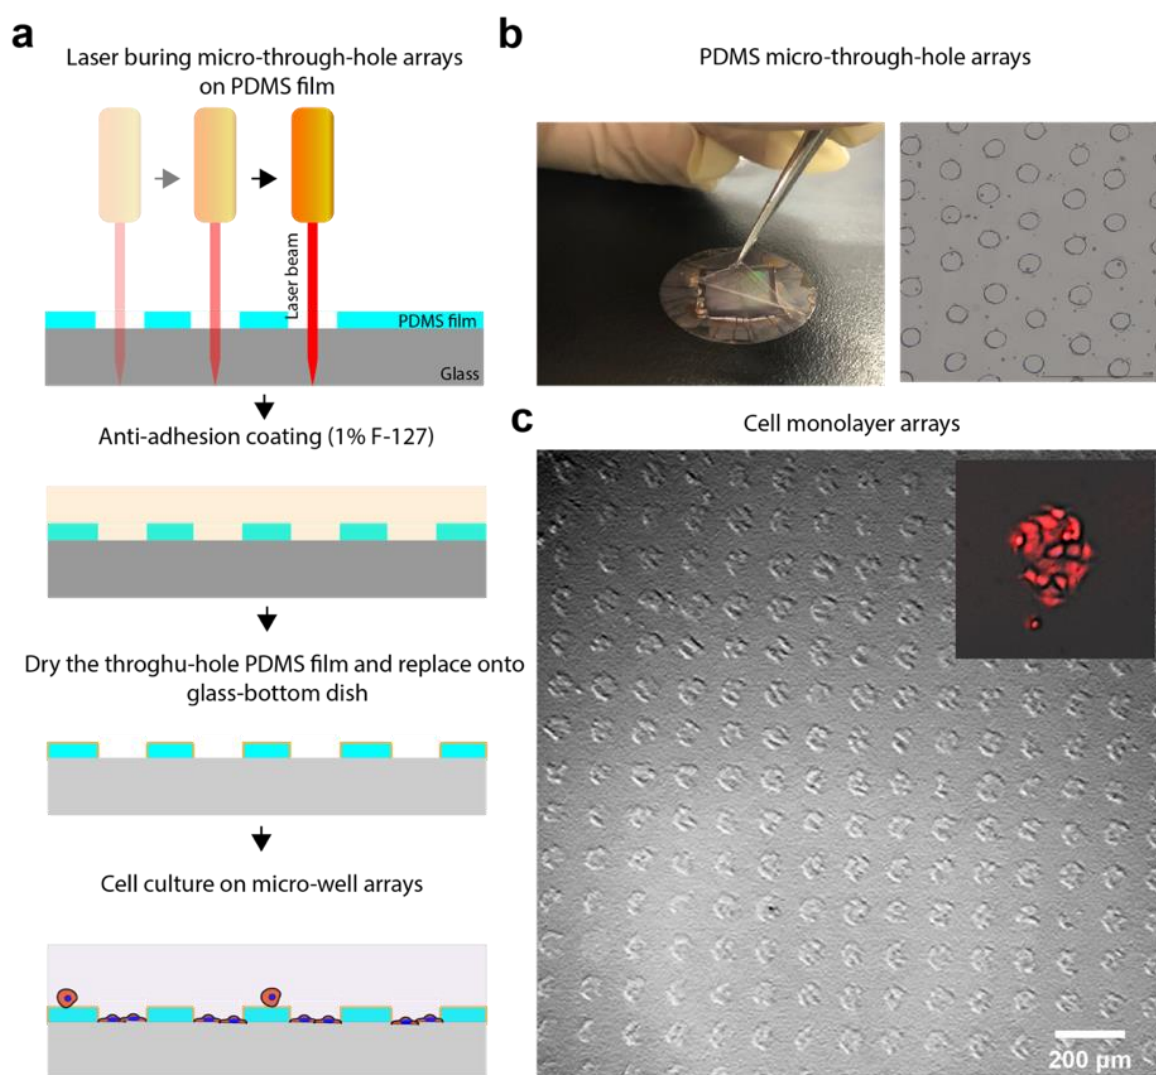 a
Laser buring micro-through-hole arrays
on PDMS film
Laser beam
PDMS film
Glass
Anti-adhesion coating (1% F-127)
Dry the throghu-hole PDMS film and replace onto
glass-bottom dish
Cell culture on micro-well arrays
b
PDMS micro-through-hole arrays
c
Cell monolayer arrays
200 μm